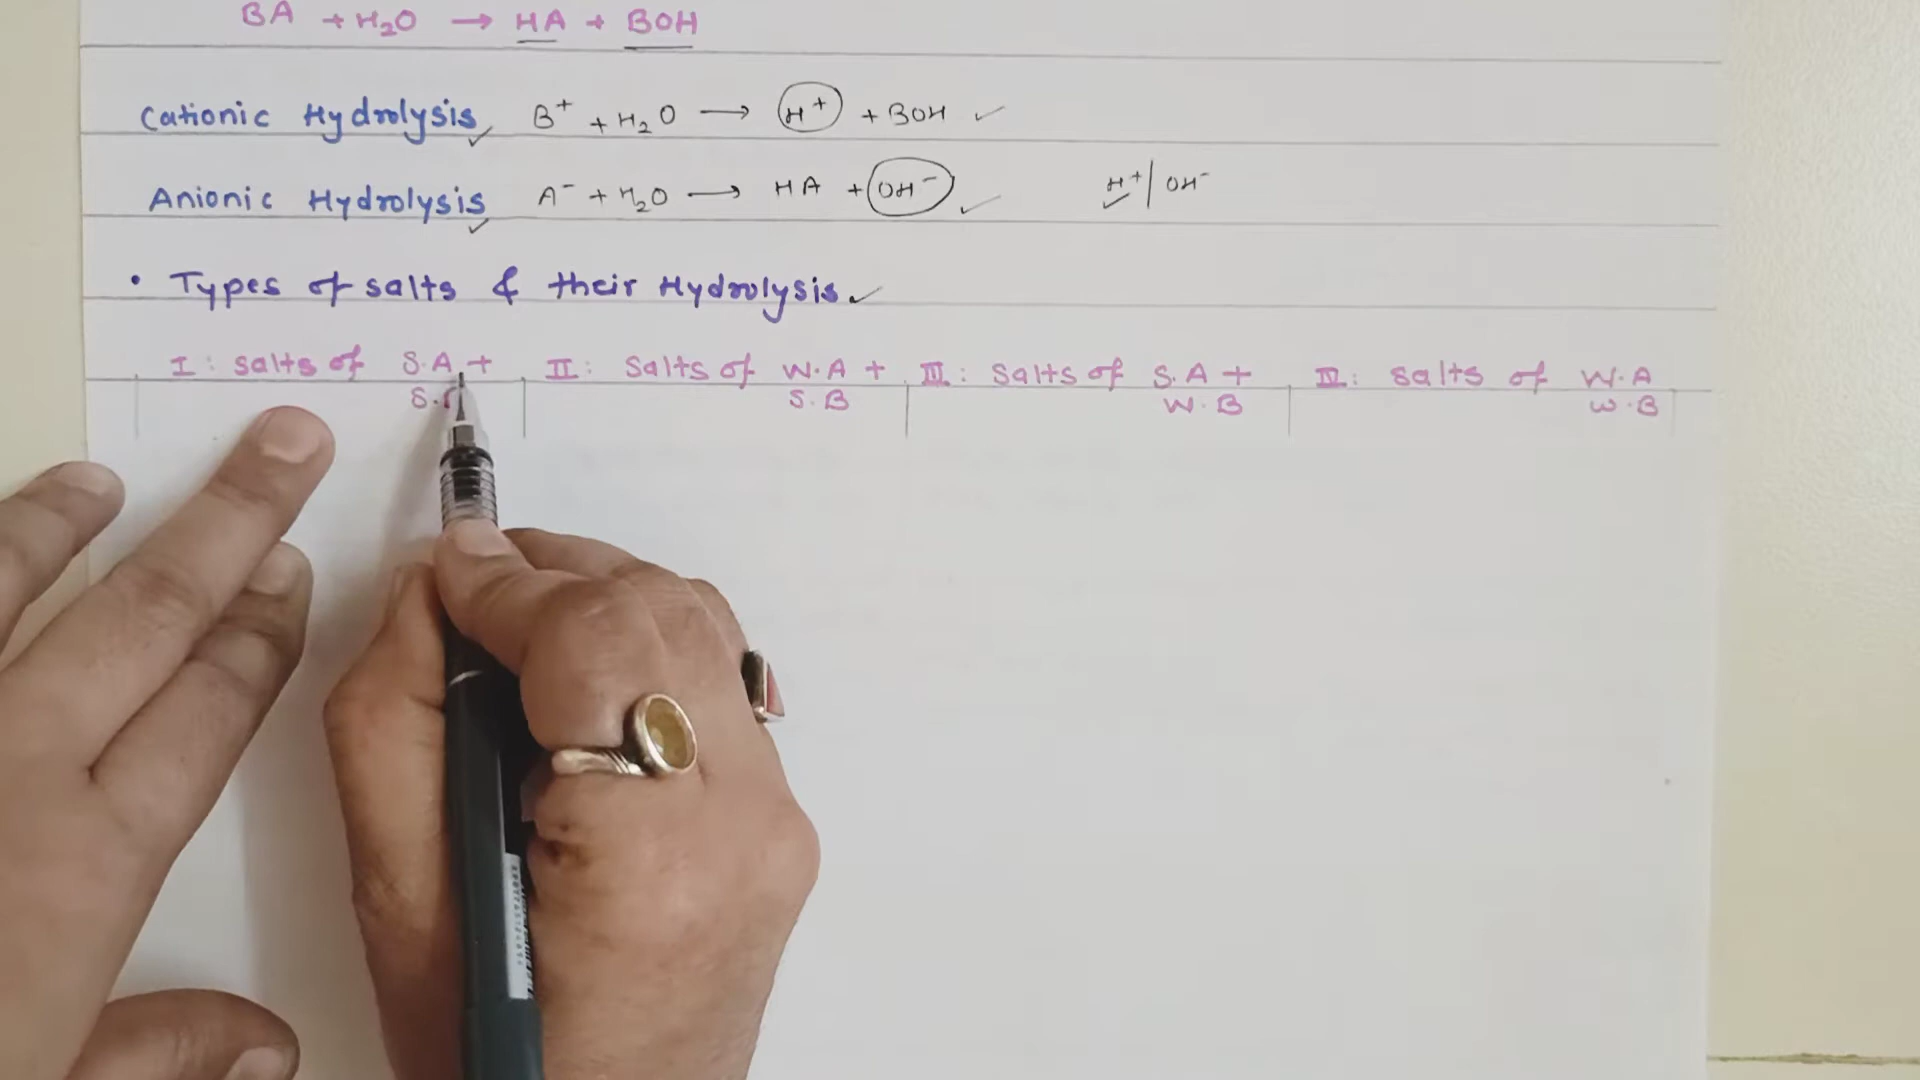 BA + H₂O → HA + BOH
Cationic Hydrolysis B⁺ + H₂O → H⁺ + BOH ✓
Anionic Hydrolysis A⁻ + H₂O → HA + OH⁻ ✓ H⁺ | OH⁻
• Types of salts & their Hydrolysis. ✓
I: salts of S.A + II: Salts of W.A + III: Salts of S.A + IV: salts of W.A
S. S.B W.B W.B